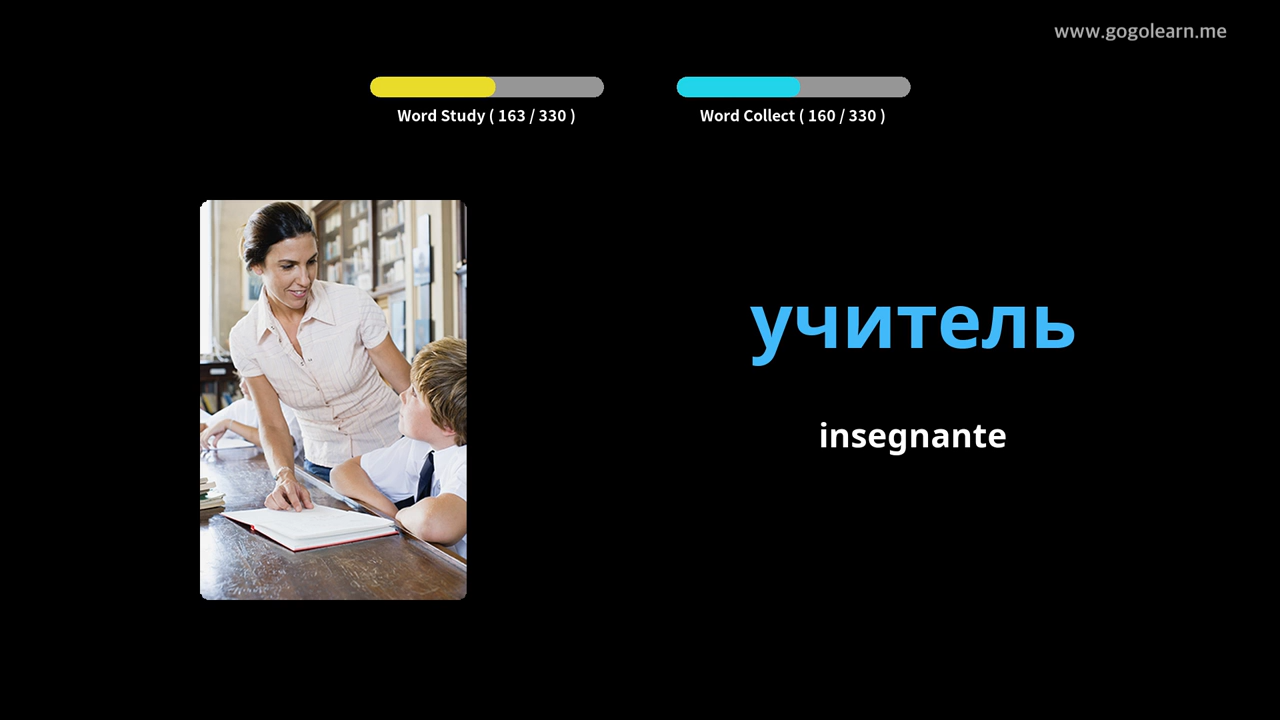 www.gogolearn.me
Word Study ( 163 / 330 )
Word Collect ( 160 / 330 )
учитель
insegnante